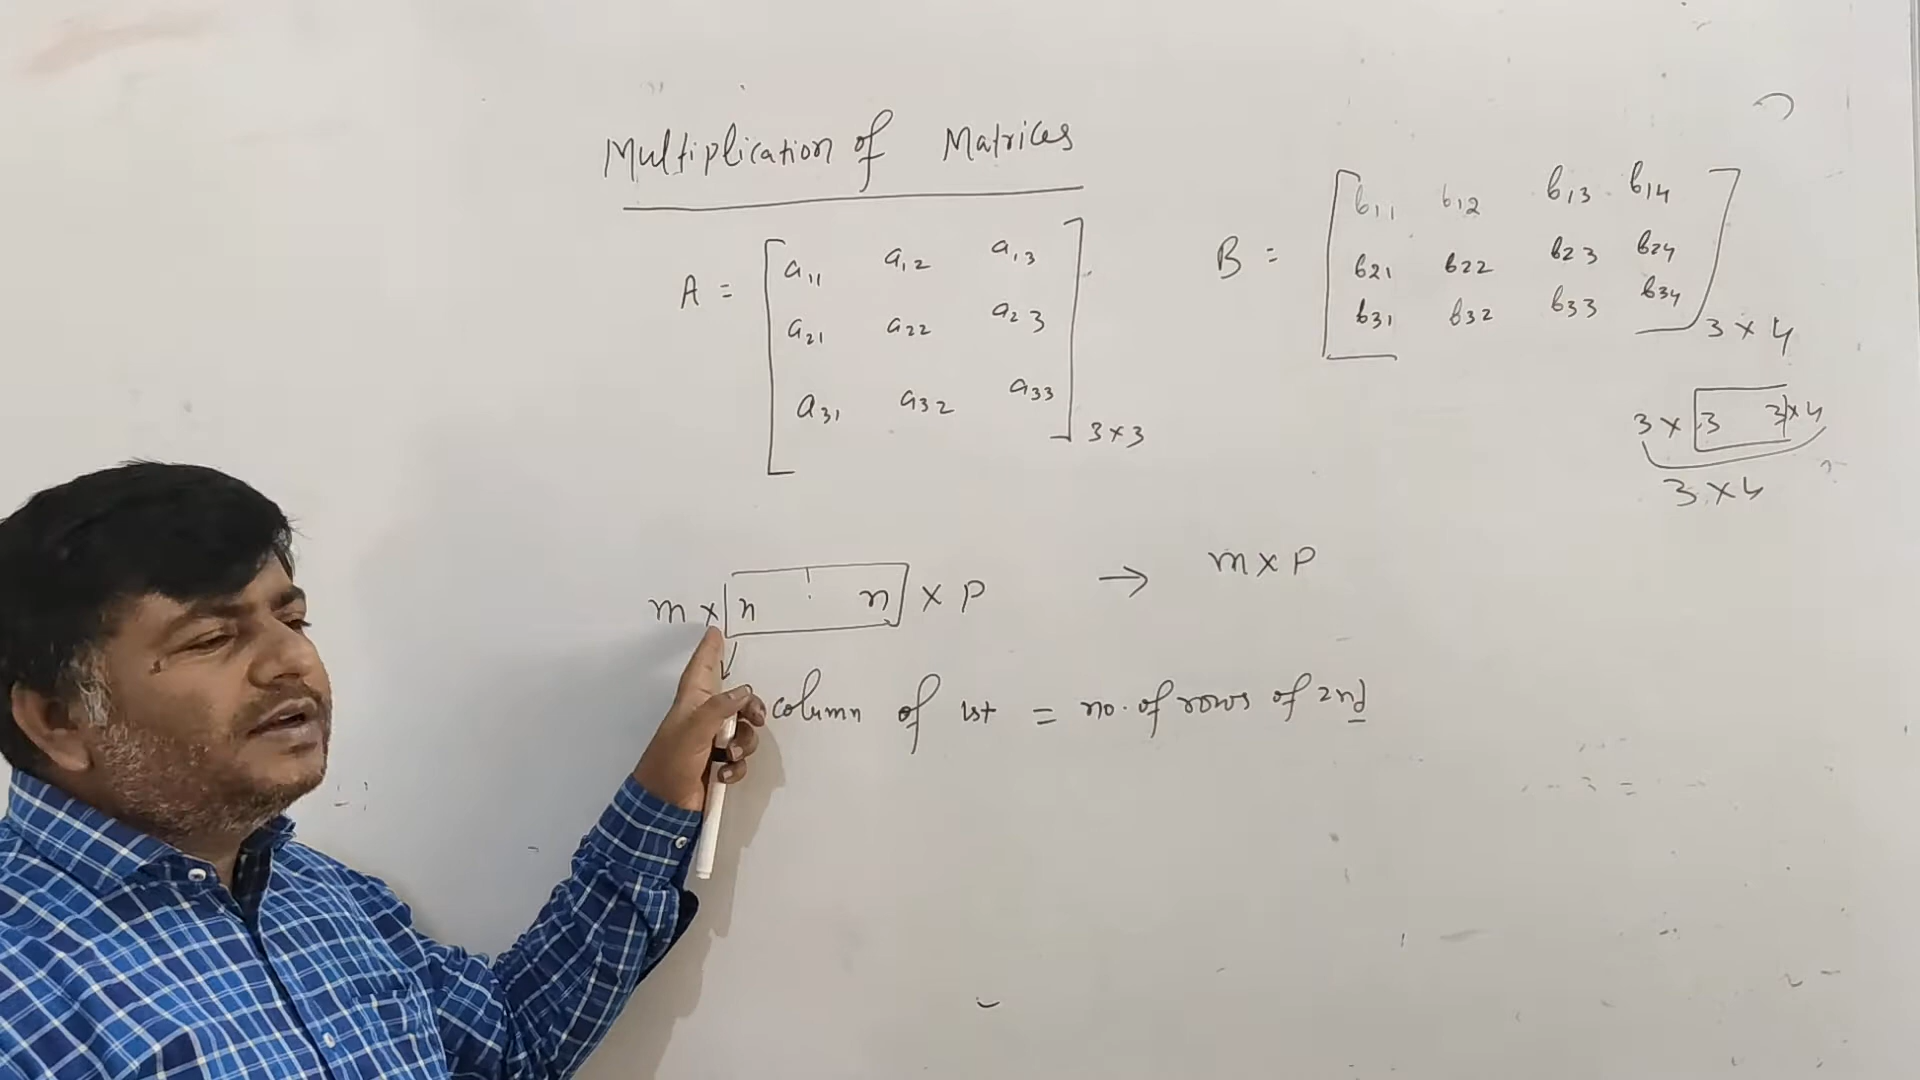 Multiplication of Matrices
A = [ a11 a12 a13
a21 a22 a23
a31 a32 a33 ] 3×3
B = [ b11 b12 b13 b14
b21 b22 b23 b24
b31 b32 b33 b34 ] 3×4
3×3 3×4
3×4
m×n n×p → m×p
column of 1st = no. of rows of 2nd